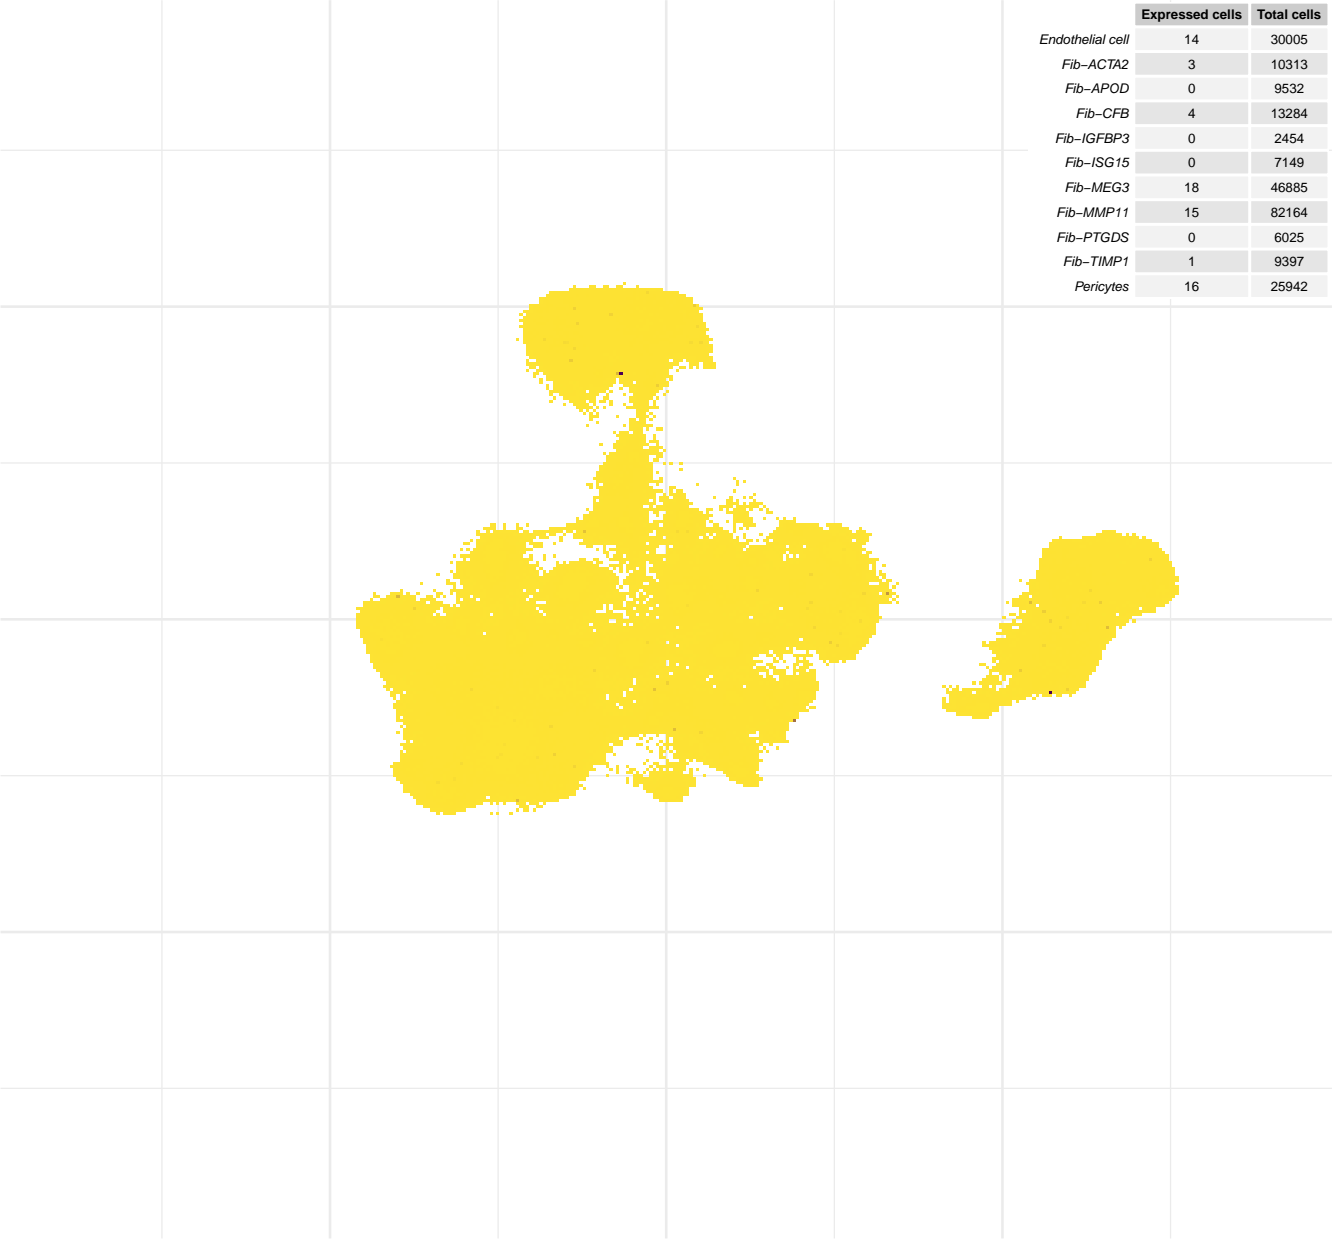 Expressed cells Total cells
Endothelial cell 14 30005
Fib−ACTA2 3 10313
Fib−APOD 0 9532
Fib−CFB 4 13284
Fib−IGFBP3 0 2454
Fib−ISG15 0 7149
Fib−MEG3 18 46885
Fib−MMP11 15 82164
Fib−PTGDS 0 6025
Fib−TIMP1 1 9397
Pericytes 16 25942